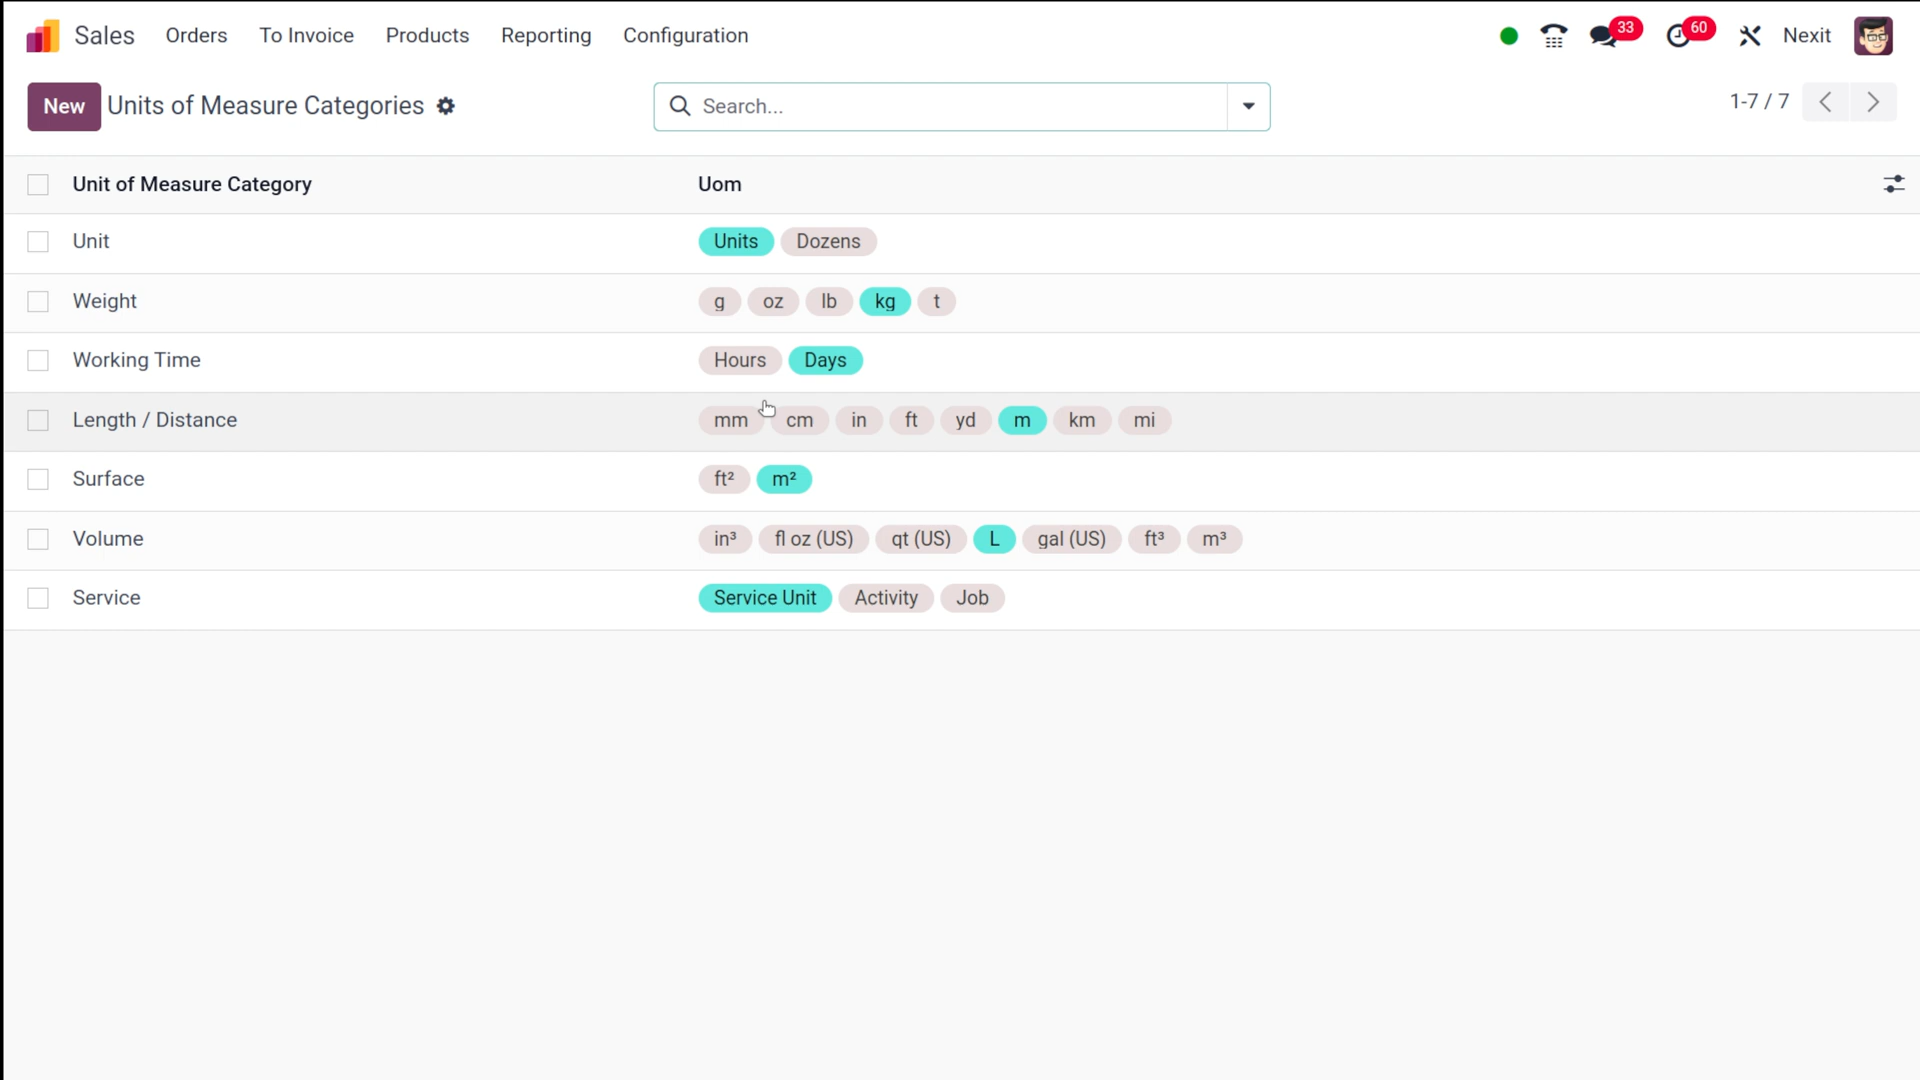 Sales Orders To Invoice Products Reporting Configuration 33 60 Nexit
New Units of Measure Categories Search... 1-7 / 7
Unit of Measure Category Uom
Unit Units Dozens
Weight g oz lb kg t
Working Time Hours Days
Length / Distance mm cm in ft yd m km mi
Surface ft² m²
Volume in³ fl oz (US) qt (US) L gal (US) ft³ m³
Service Service Unit Activity Job